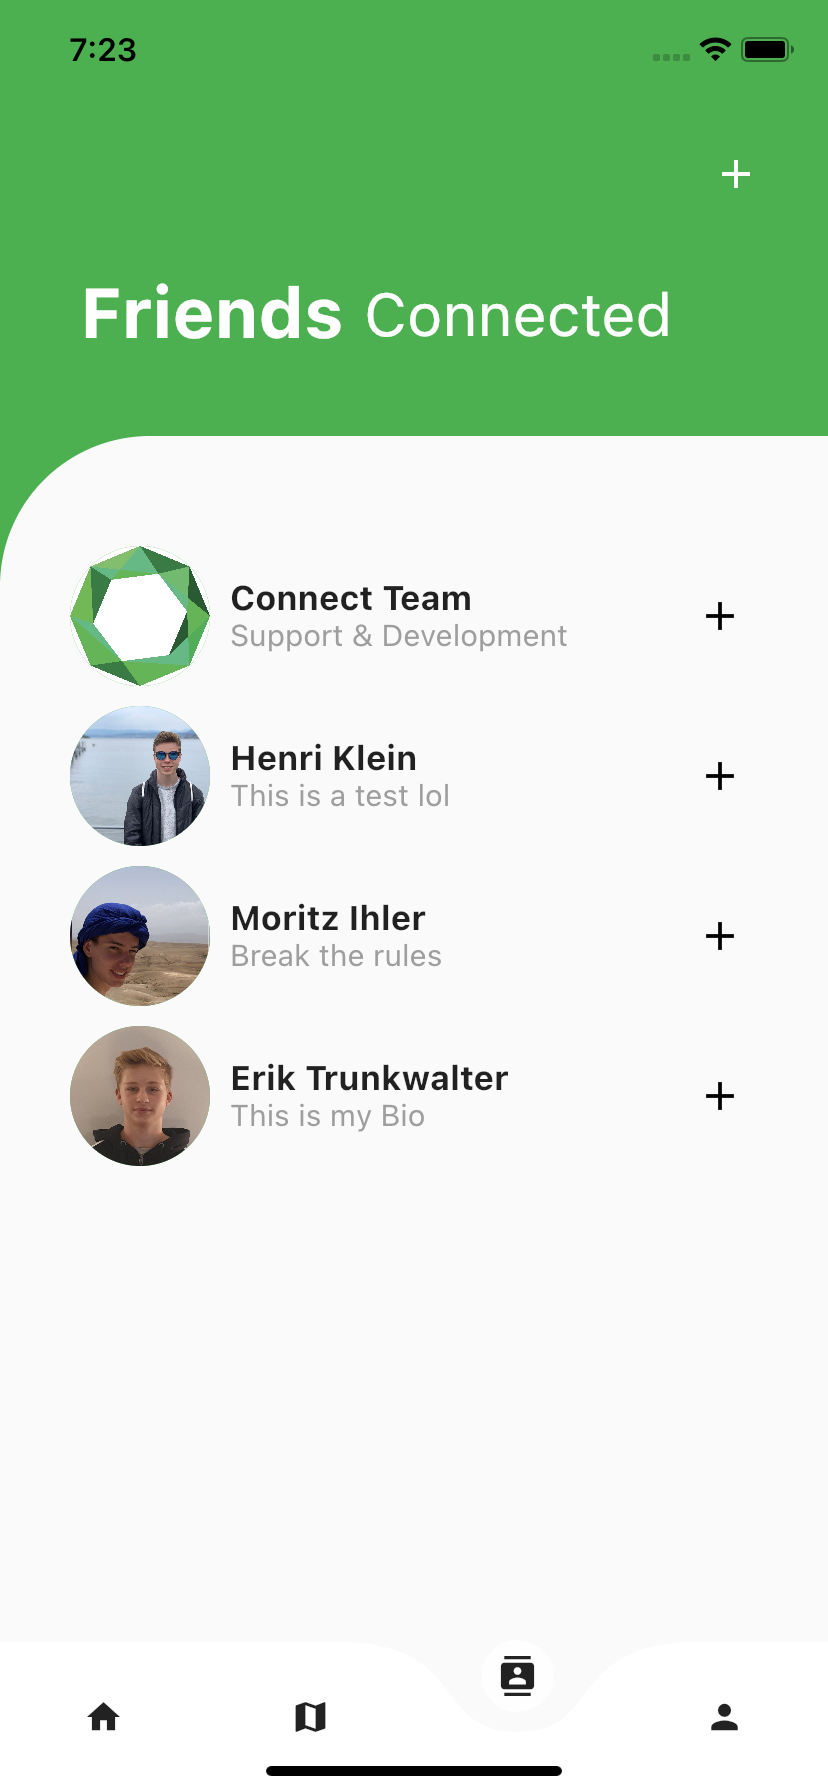 7:23
Friends Connected
Connect Team
Support & Development
Henri Klein
This is a test lol
Moritz Ihler
Break the rules
Erik Trunkwalter
This is my Bio